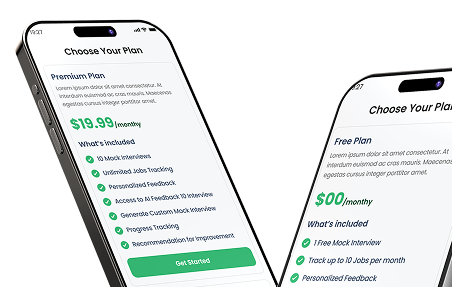 19:27
Choose Your Plan
Premium Plan
Lorem ipsum dolor sit amet consectetur. At
interdum euismod ac cras mauris. Maecenas
egestas cursus integer porttitor amet.
$19.99/monthy
What's included
10 Mock Interviews
Unlimited Jobs Tracking
Personalized Feedback
Access to AI Feedback 10 Interview
Generate Custom Mock Interview
Progress Tracking
Recommendation for improvement
Get Started
19:27
Choose Your Plan
Free Plan
Lorem ipsum dolor sit amet consectetur. At
interdum euismod ac cras mauris. Maecenas
egestas cursus integer porttitor amet.
$00/monthy
What's included
1 Free Mock Interview
Track up to 10 Jobs per month
Personalized Feedback